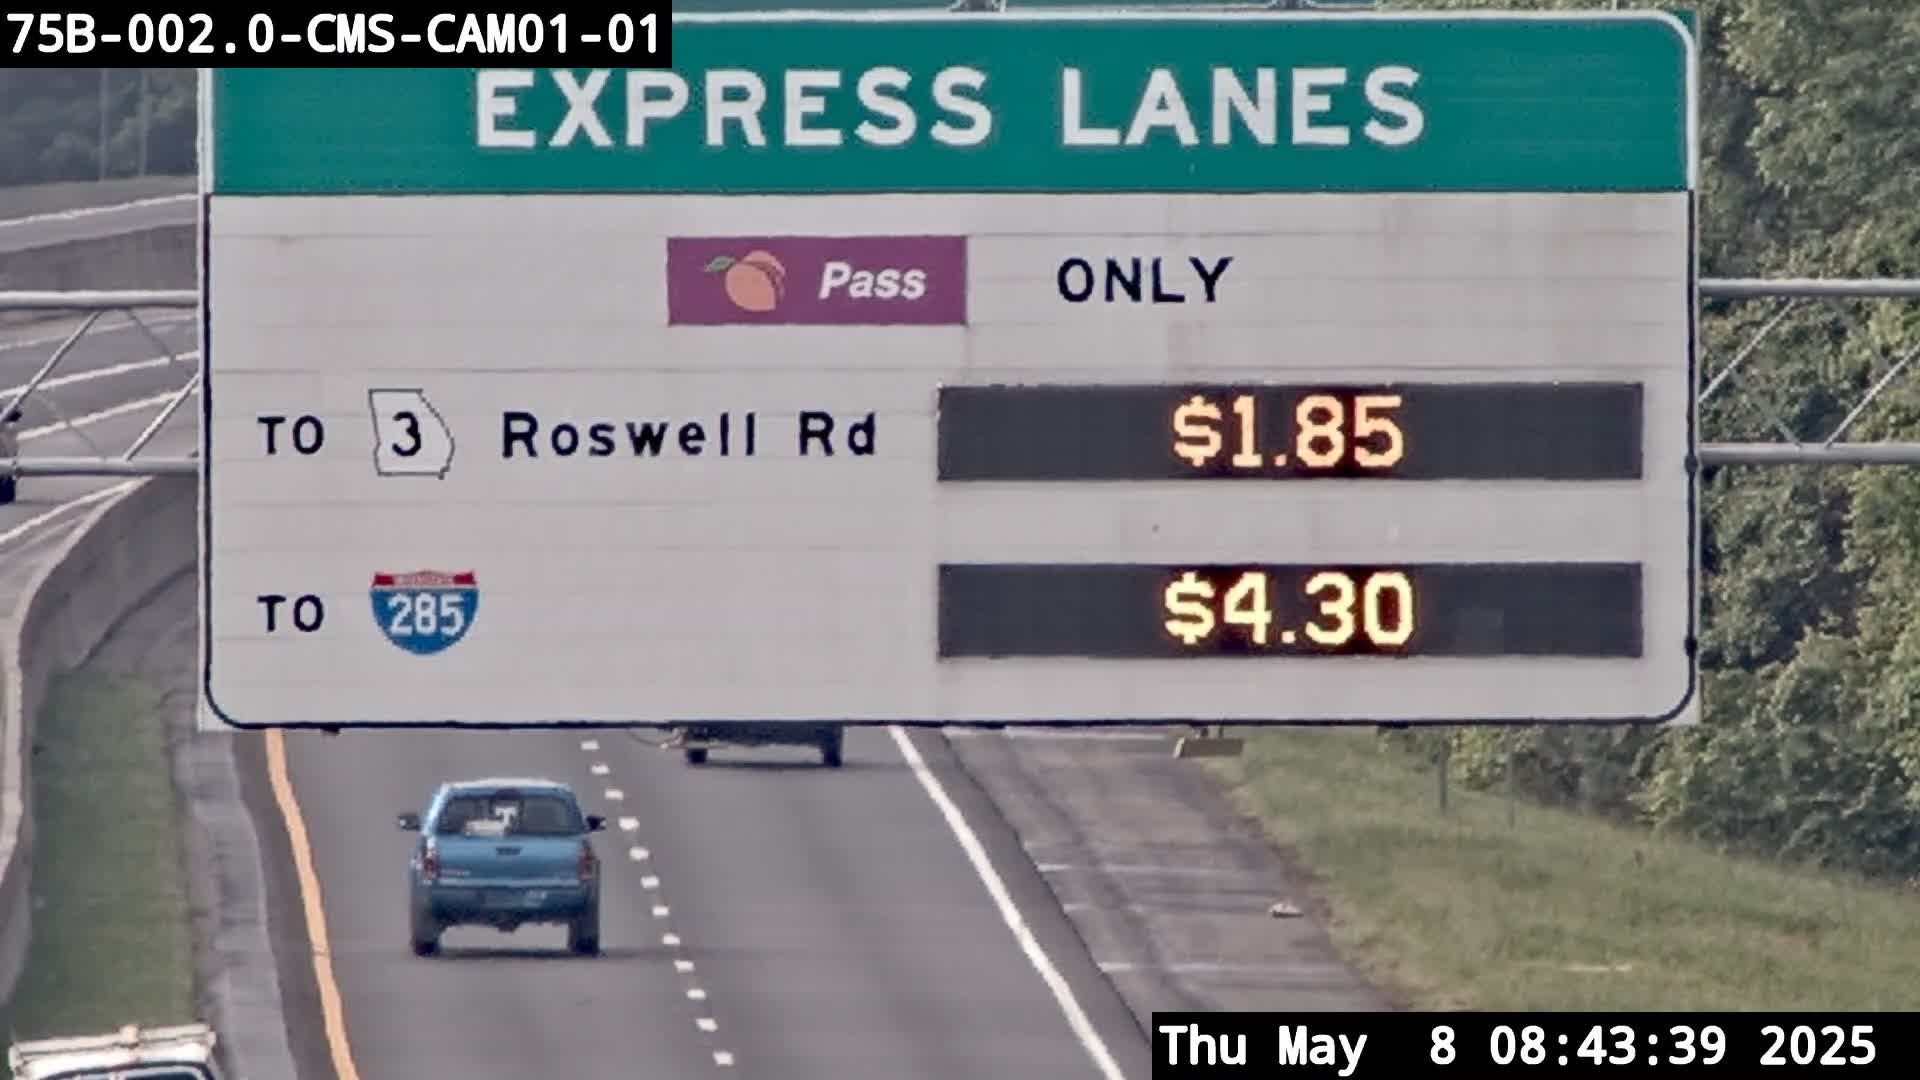 75B-002.0-CMS-CAM01-01
EXPRESS LANES
Pass ONLY
TO 3 Roswell Rd $1.85
TO 285 $4.30
T
Thu May 8 08:43:39 2025